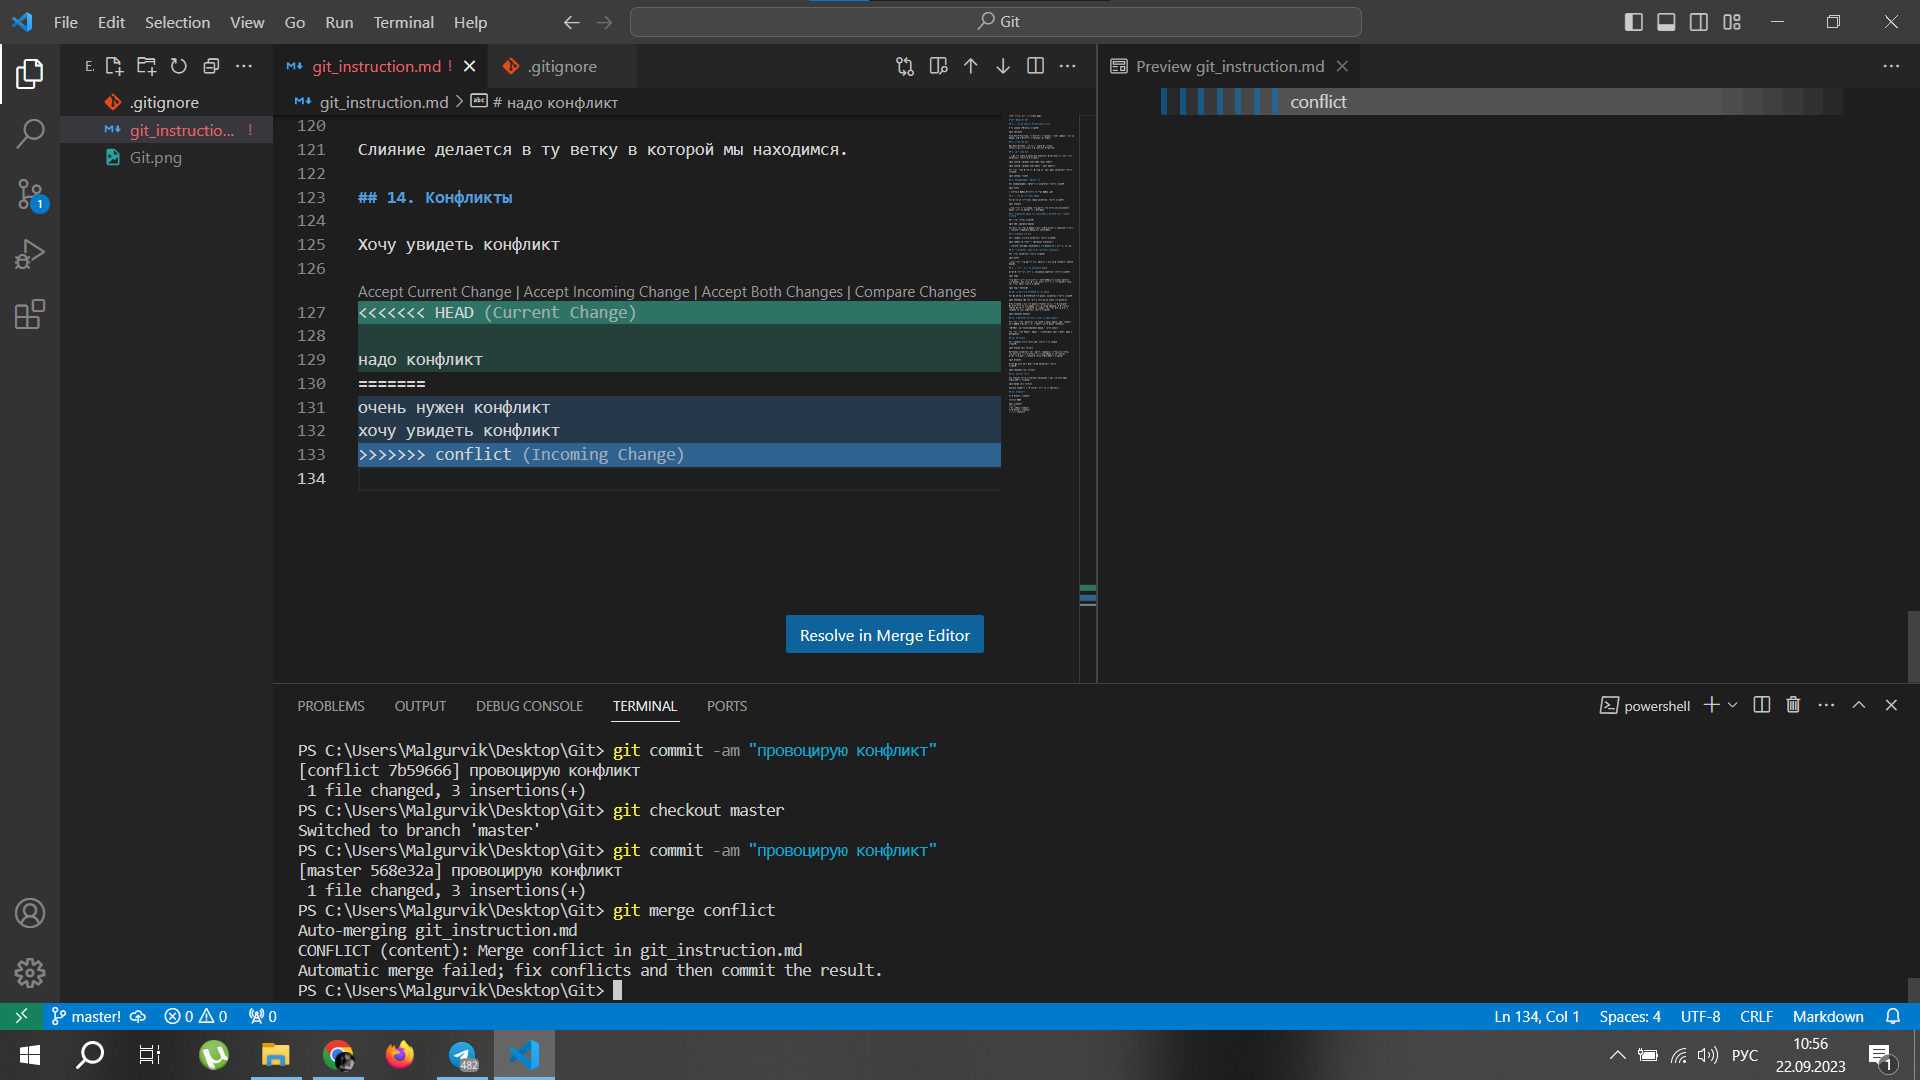 File Edit Selection View Go Run Terminal Help
Git
E.
git_instruction.md !
.gitignore
Preview git_instruction.md
.gitignore
git_instructio... !
Git.png
git_instruction.md > # надо конфликт
conflict
120
121 Слияние делается в ту ветку в которой мы находимся.
122
123 ## 14. Конфликты
124
125 Хочу увидеть конфликт
126
Accept Current Change | Accept Incoming Change | Accept Both Changes | Compare Changes
127 <<<<<<< HEAD (Current Change)
128
129 надо конфликт
130 =======
131 очень нужен конфликт
132 хочу увидеть конфликт
133 >>>>>>> conflict (Incoming Change)
134
Resolve in Merge Editor
1
PROBLEMS OUTPUT DEBUG CONSOLE TERMINAL PORTS
powershell
PS C:\Users\Malgurvik\Desktop\Git> git commit -am "провоцирую конфликт"
[conflict 7b59666] провоцирую конфликт
1 file changed, 3 insertions(+)
PS C:\Users\Malgurvik\Desktop\Git> git checkout master
Switched to branch 'master'
PS C:\Users\Malgurvik\Desktop\Git> git commit -am "провоцирую конфликт"
[master 568e32a] провоцирую конфликт
1 file changed, 3 insertions(+)
PS C:\Users\Malgurvik\Desktop\Git> git merge conflict
Auto-merging git_instruction.md
CONFLICT (content): Merge conflict in git_instruction.md
Automatic merge failed; fix conflicts and then commit the result.
PS C:\Users\Malgurvik\Desktop\Git>
master! 0 0 0
Ln 134, Col 1 Spaces: 4 UTF-8 CRLF Markdown
482
РУС
10:56
22.09.2023
1